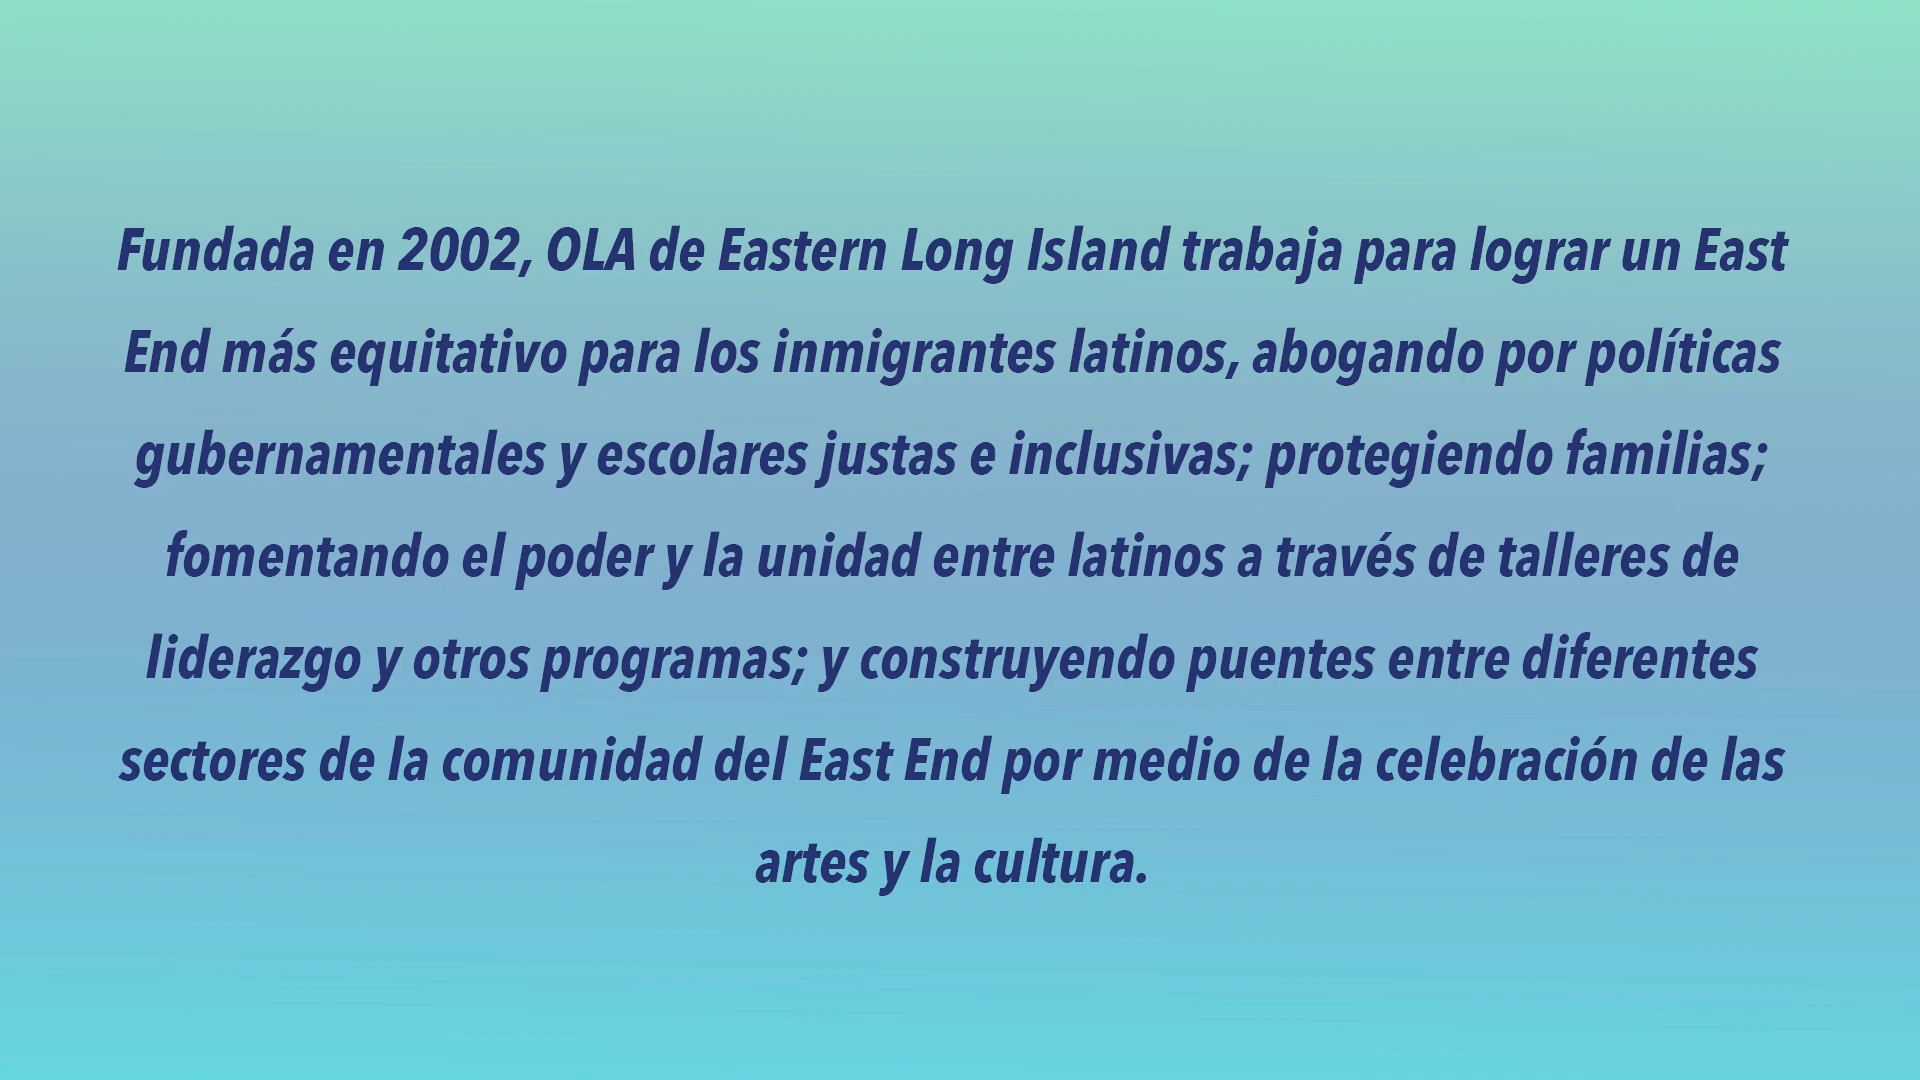 Fundada en 2002, OLA de Eastern Long Island trabaja para lograr un East
End más equitativo para los inmigrantes latinos, abogando por políticas
gubernamentales y escolares justas e inclusivas; protegiendo familias;
fomentando el poder y la unidad entre latinos a través de talleres de
liderazgo y otros programas; y construyendo puentes entre diferentes
sectores de la comunidad del East End por medio de la celebración de las
artes y la cultura.